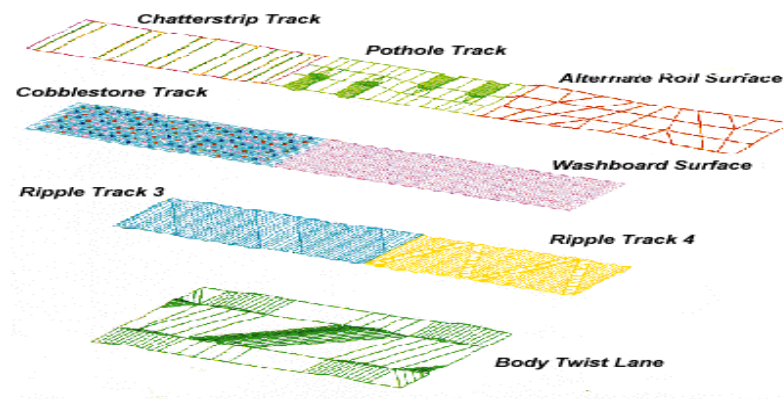 Chatterstrip Track
Pothole Track
Alternate Roil Surface
Cobblestone Track
Washboard Surface
Ripple Track 3
Ripple Track 4
Body Twist Lane